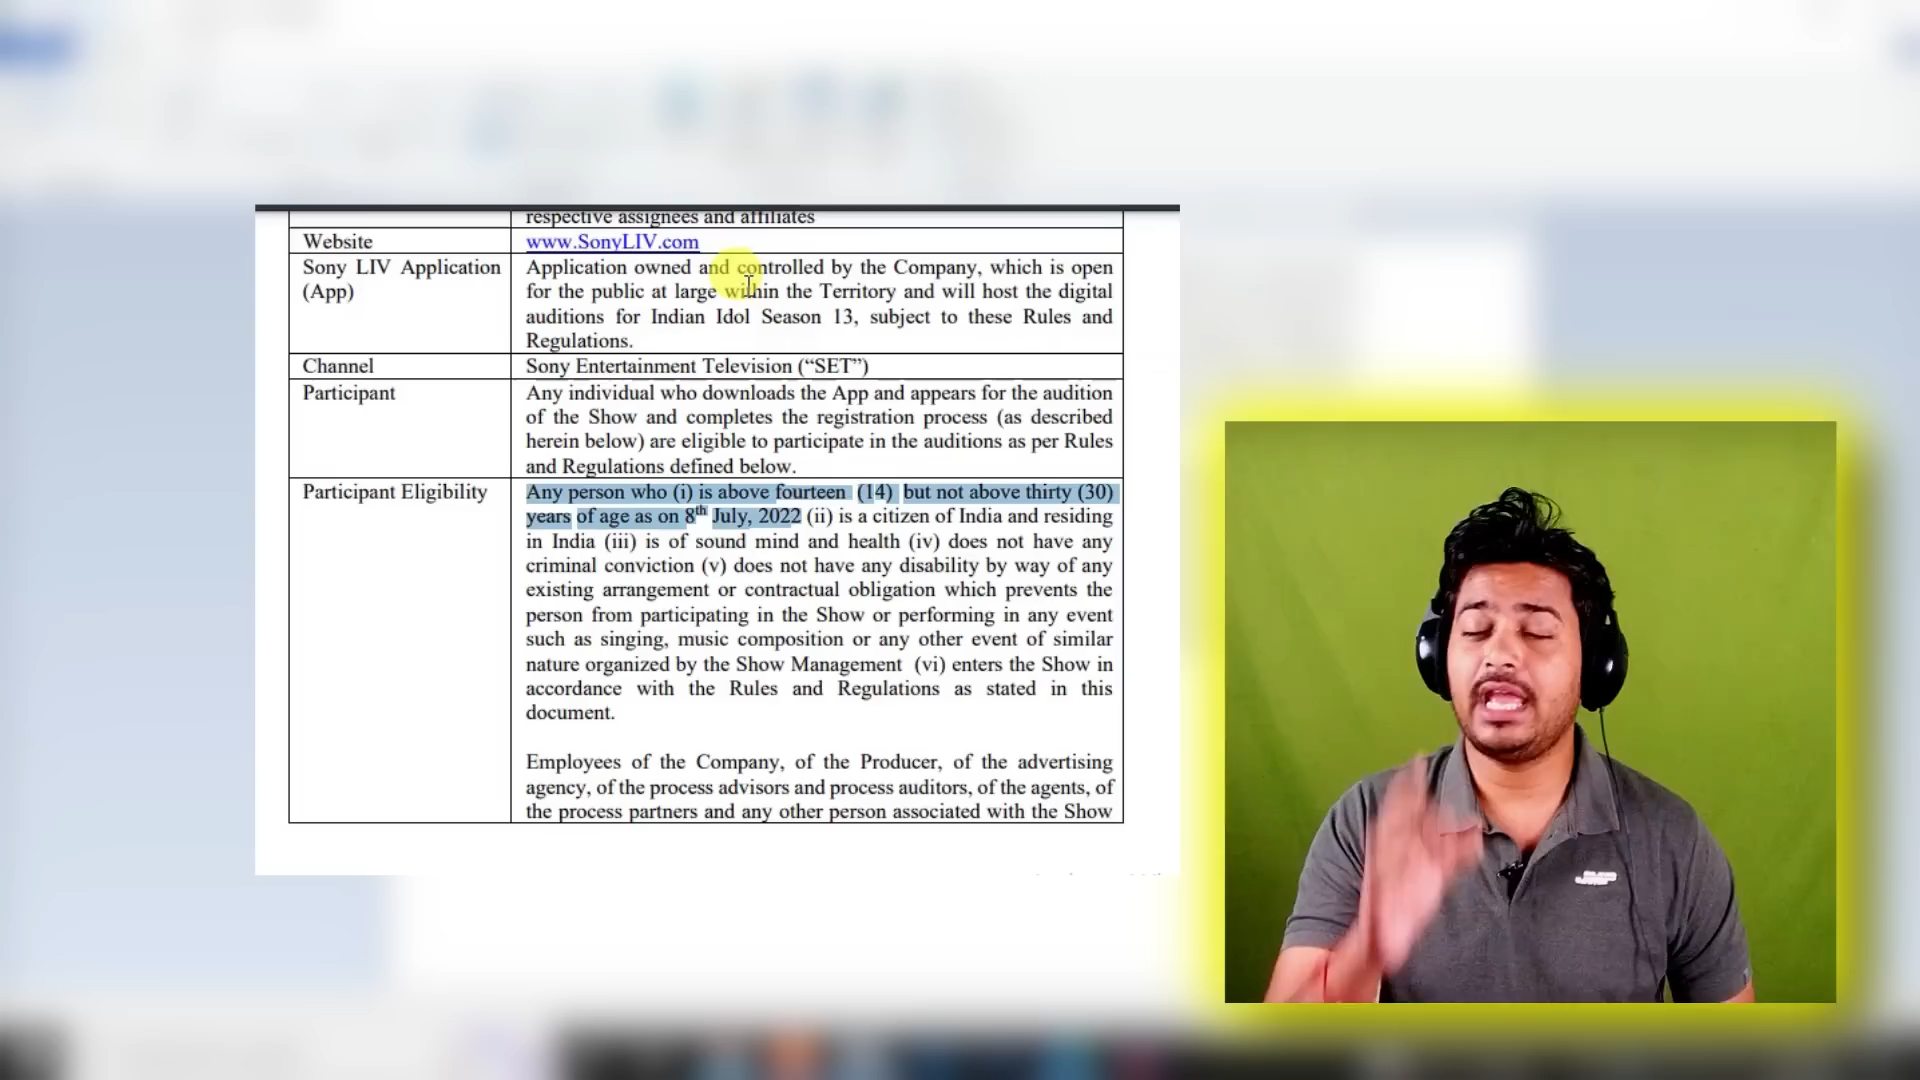 respective assignees and affiliates
Website
www.SonyLIV.com
Sony LIV Application
(App)
Application owned and controlled by the Company, which is open
for the public at large within the Territory and will host the digital
auditions for Indian Idol Season 13, subject to these Rules and
Regulations.
Channel
Sony Entertainment Television (“SET”)
Participant
Any individual who downloads the App and appears for the audition
of the Show and completes the registration process (as described
herein below) are eligible to participate in the auditions as per Rules
and Regulations defined below.
Participant Eligibility
Any person who (i) is above fourteen (14) but not above thirty (30)
years of age as on 8th July, 2022 (ii) is a citizen of India and residing
in India (iii) is of sound mind and health (iv) does not have any
criminal conviction (v) does not have any disability by way of any
existing arrangement or contractual obligation which prevents the
person from participating in the Show or performing in any event
such as singing, music composition or any other event of similar
nature organized by the Show Management (vi) enters the Show in
accordance with the Rules and Regulations as stated in this
document.
Employees of the Company, of the Producer, of the advertising
agency, of the process advisors and process auditors, of the agents, of
the process partners and any other person associated with the Show